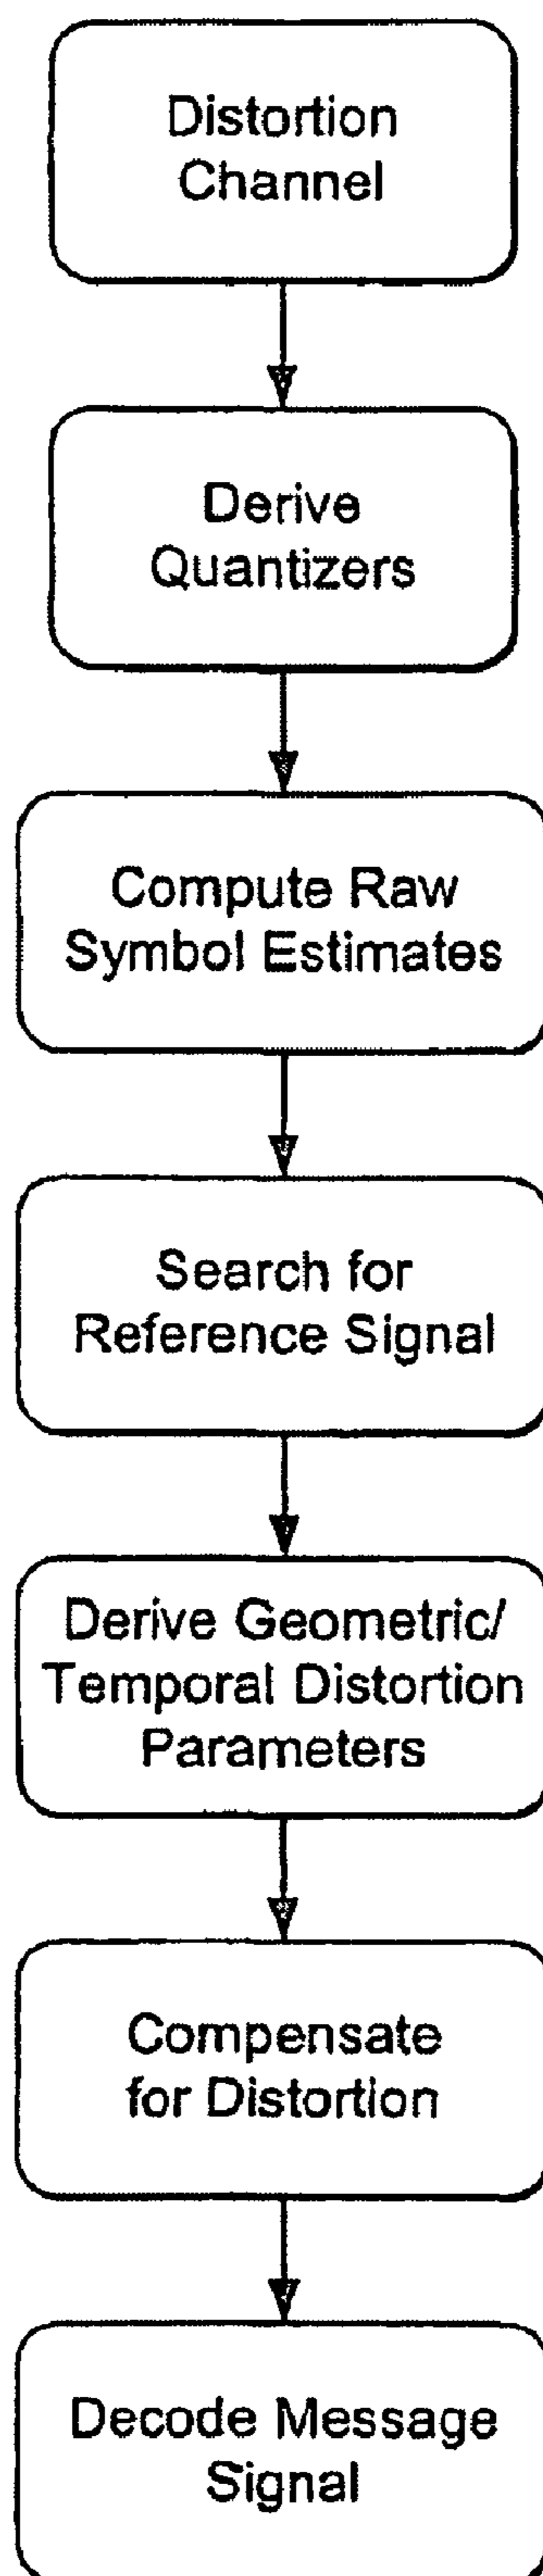 Distortion
Channel
Derive
Quantizers
Compute Raw
Symbol Estimates
Search for
Reference Signal
Derive Geometric/
Temporal Distortion
Parameters
Compensate
for Distortion
Decode Message
Signal